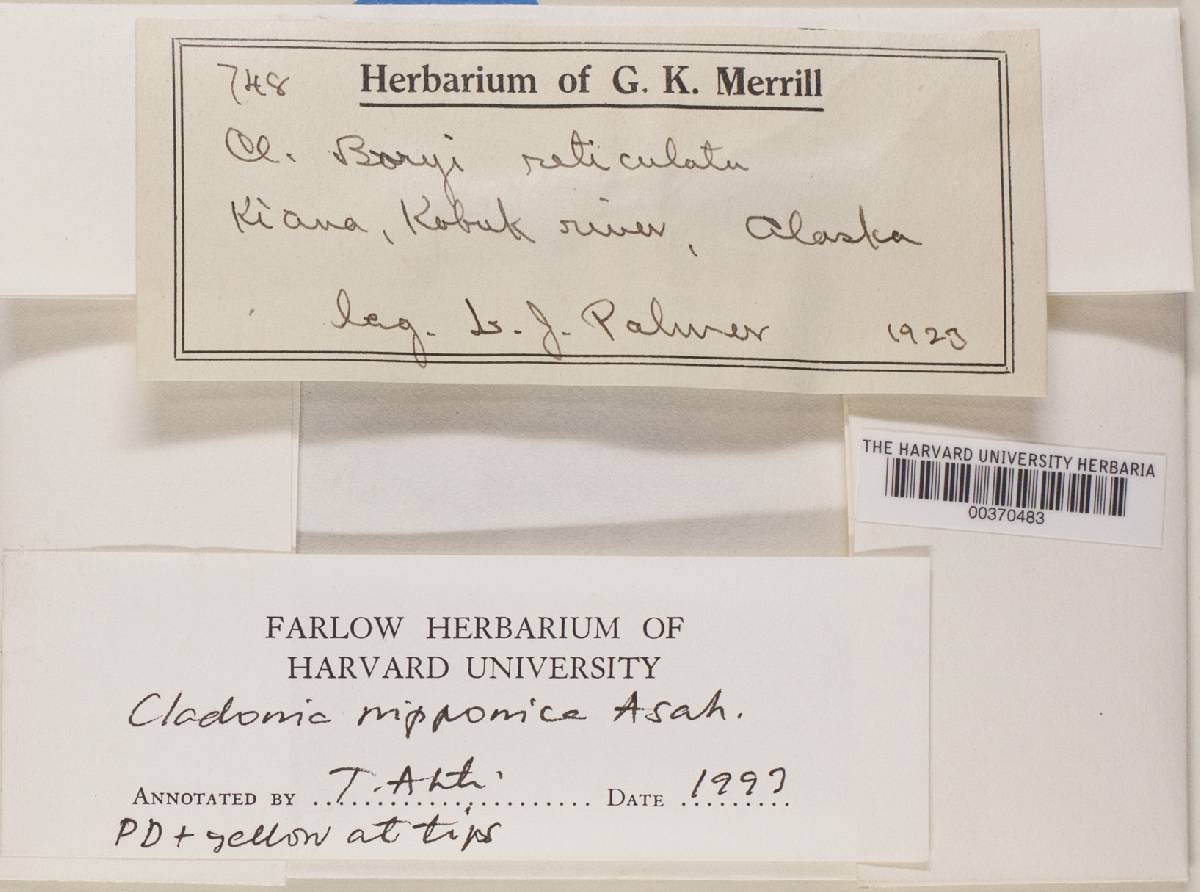 748 Herbarium of G. K. Merrill
Cl. Boryi reticulata
Kiana, Kobuk river, Alaska
leg. L. J. Palmer 1923
THE HARVARD UNIVERSITY HERBARIA
00370483
FARLOW HERBARIUM OF
HARVARD UNIVERSITY
Cladonia nipponica Asah.
ANNOTATED BY T. Ahti DATE 1997
PD + yellow at tips